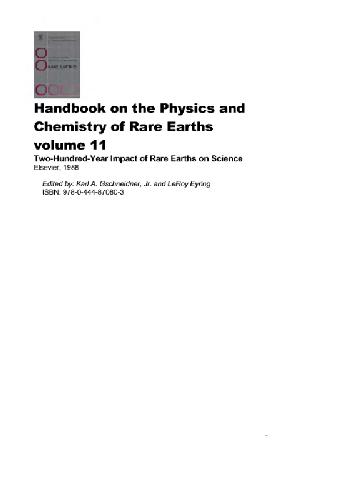 Handbook on the Physics and
Chemistry of Rare Earths
volume 11
Two-Hundred-Year Impact of Rare Earths on Science
Elsevier, 1988
Edited by: Karl A. Gschneidner, Jr. and LeRoy Eyring
ISBN: 978-0-444-87080-3